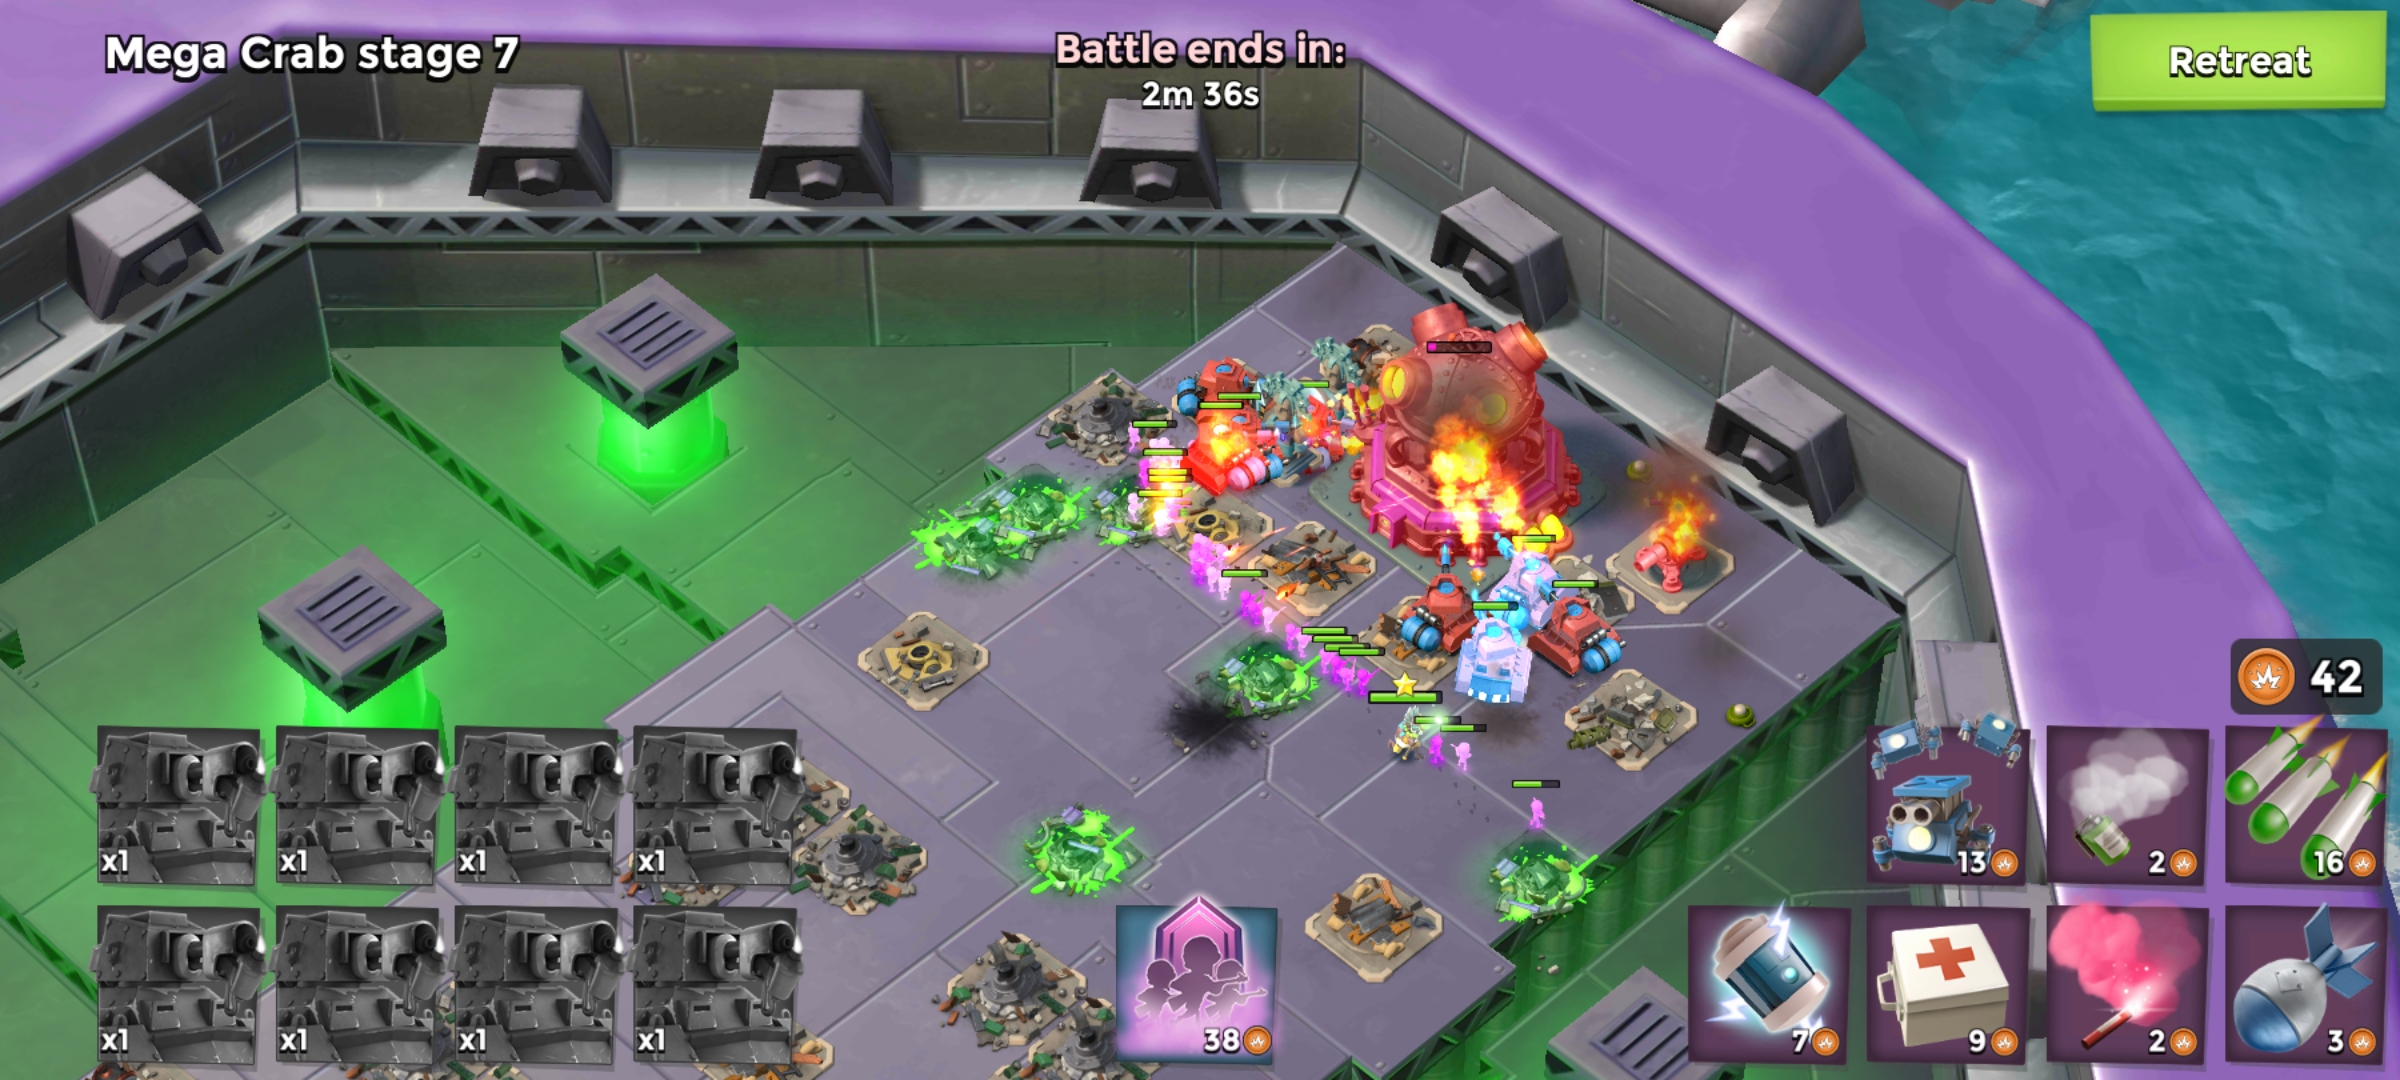 Mega Crab stage 7
Battle ends in:
2m 36s
Retreat
42
x1
x1
x1
x1
13
2
16
x1
x1
x1
x1
38
7
9
2
3